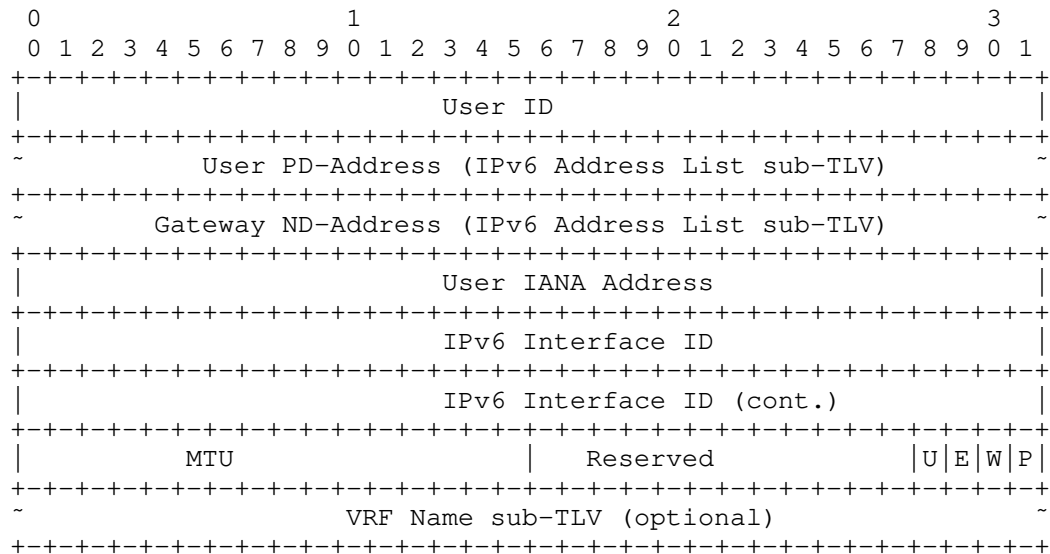 0                   1                   2                   3
 0 1 2 3 4 5 6 7 8 9 0 1 2 3 4 5 6 7 8 9 0 1 2 3 4 5 6 7 8 9 0 1
+-+-+-+-+-+-+-+-+-+-+-+-+-+-+-+-+-+-+-+-+-+-+-+-+-+-+-+-+-+-+-+-+
|                          User ID                              |
+-+-+-+-+-+-+-+-+-+-+-+-+-+-+-+-+-+-+-+-+-+-+-+-+-+-+-+-+-+-+-+-+
~           User PD-Address (IPv6 Address List sub-TLV)         ~
+-+-+-+-+-+-+-+-+-+-+-+-+-+-+-+-+-+-+-+-+-+-+-+-+-+-+-+-+-+-+-+-+
~        Gateway ND-Address (IPv6 Address List sub-TLV)         ~
+-+-+-+-+-+-+-+-+-+-+-+-+-+-+-+-+-+-+-+-+-+-+-+-+-+-+-+-+-+-+-+-+
|                          User IANA Address                    |
+-+-+-+-+-+-+-+-+-+-+-+-+-+-+-+-+-+-+-+-+-+-+-+-+-+-+-+-+-+-+-+-+
|                          IPv6 Interface ID                    |
+-+-+-+-+-+-+-+-+-+-+-+-+-+-+-+-+-+-+-+-+-+-+-+-+-+-+-+-+-+-+-+-+
|                          IPv6 Interface ID (cont.)            |
+-+-+-+-+-+-+-+-+-+-+-+-+-+-+-+-+-+-+-+-+-+-+-+-+-+-+-+-+-+-+-+-+
|          MTU                  |   Reserved            |U|E|W|P|
+-+-+-+-+-+-+-+-+-+-+-+-+-+-+-+-+-+-+-+-+-+-+-+-+-+-+-+-+-+-+-+-+
~                    VRF Name sub-TLV (optional)                ~
+-+-+-+-+-+-+-+-+-+-+-+-+-+-+-+-+-+-+-+-+-+-+-+-+-+-+-+-+-+-+-+-+